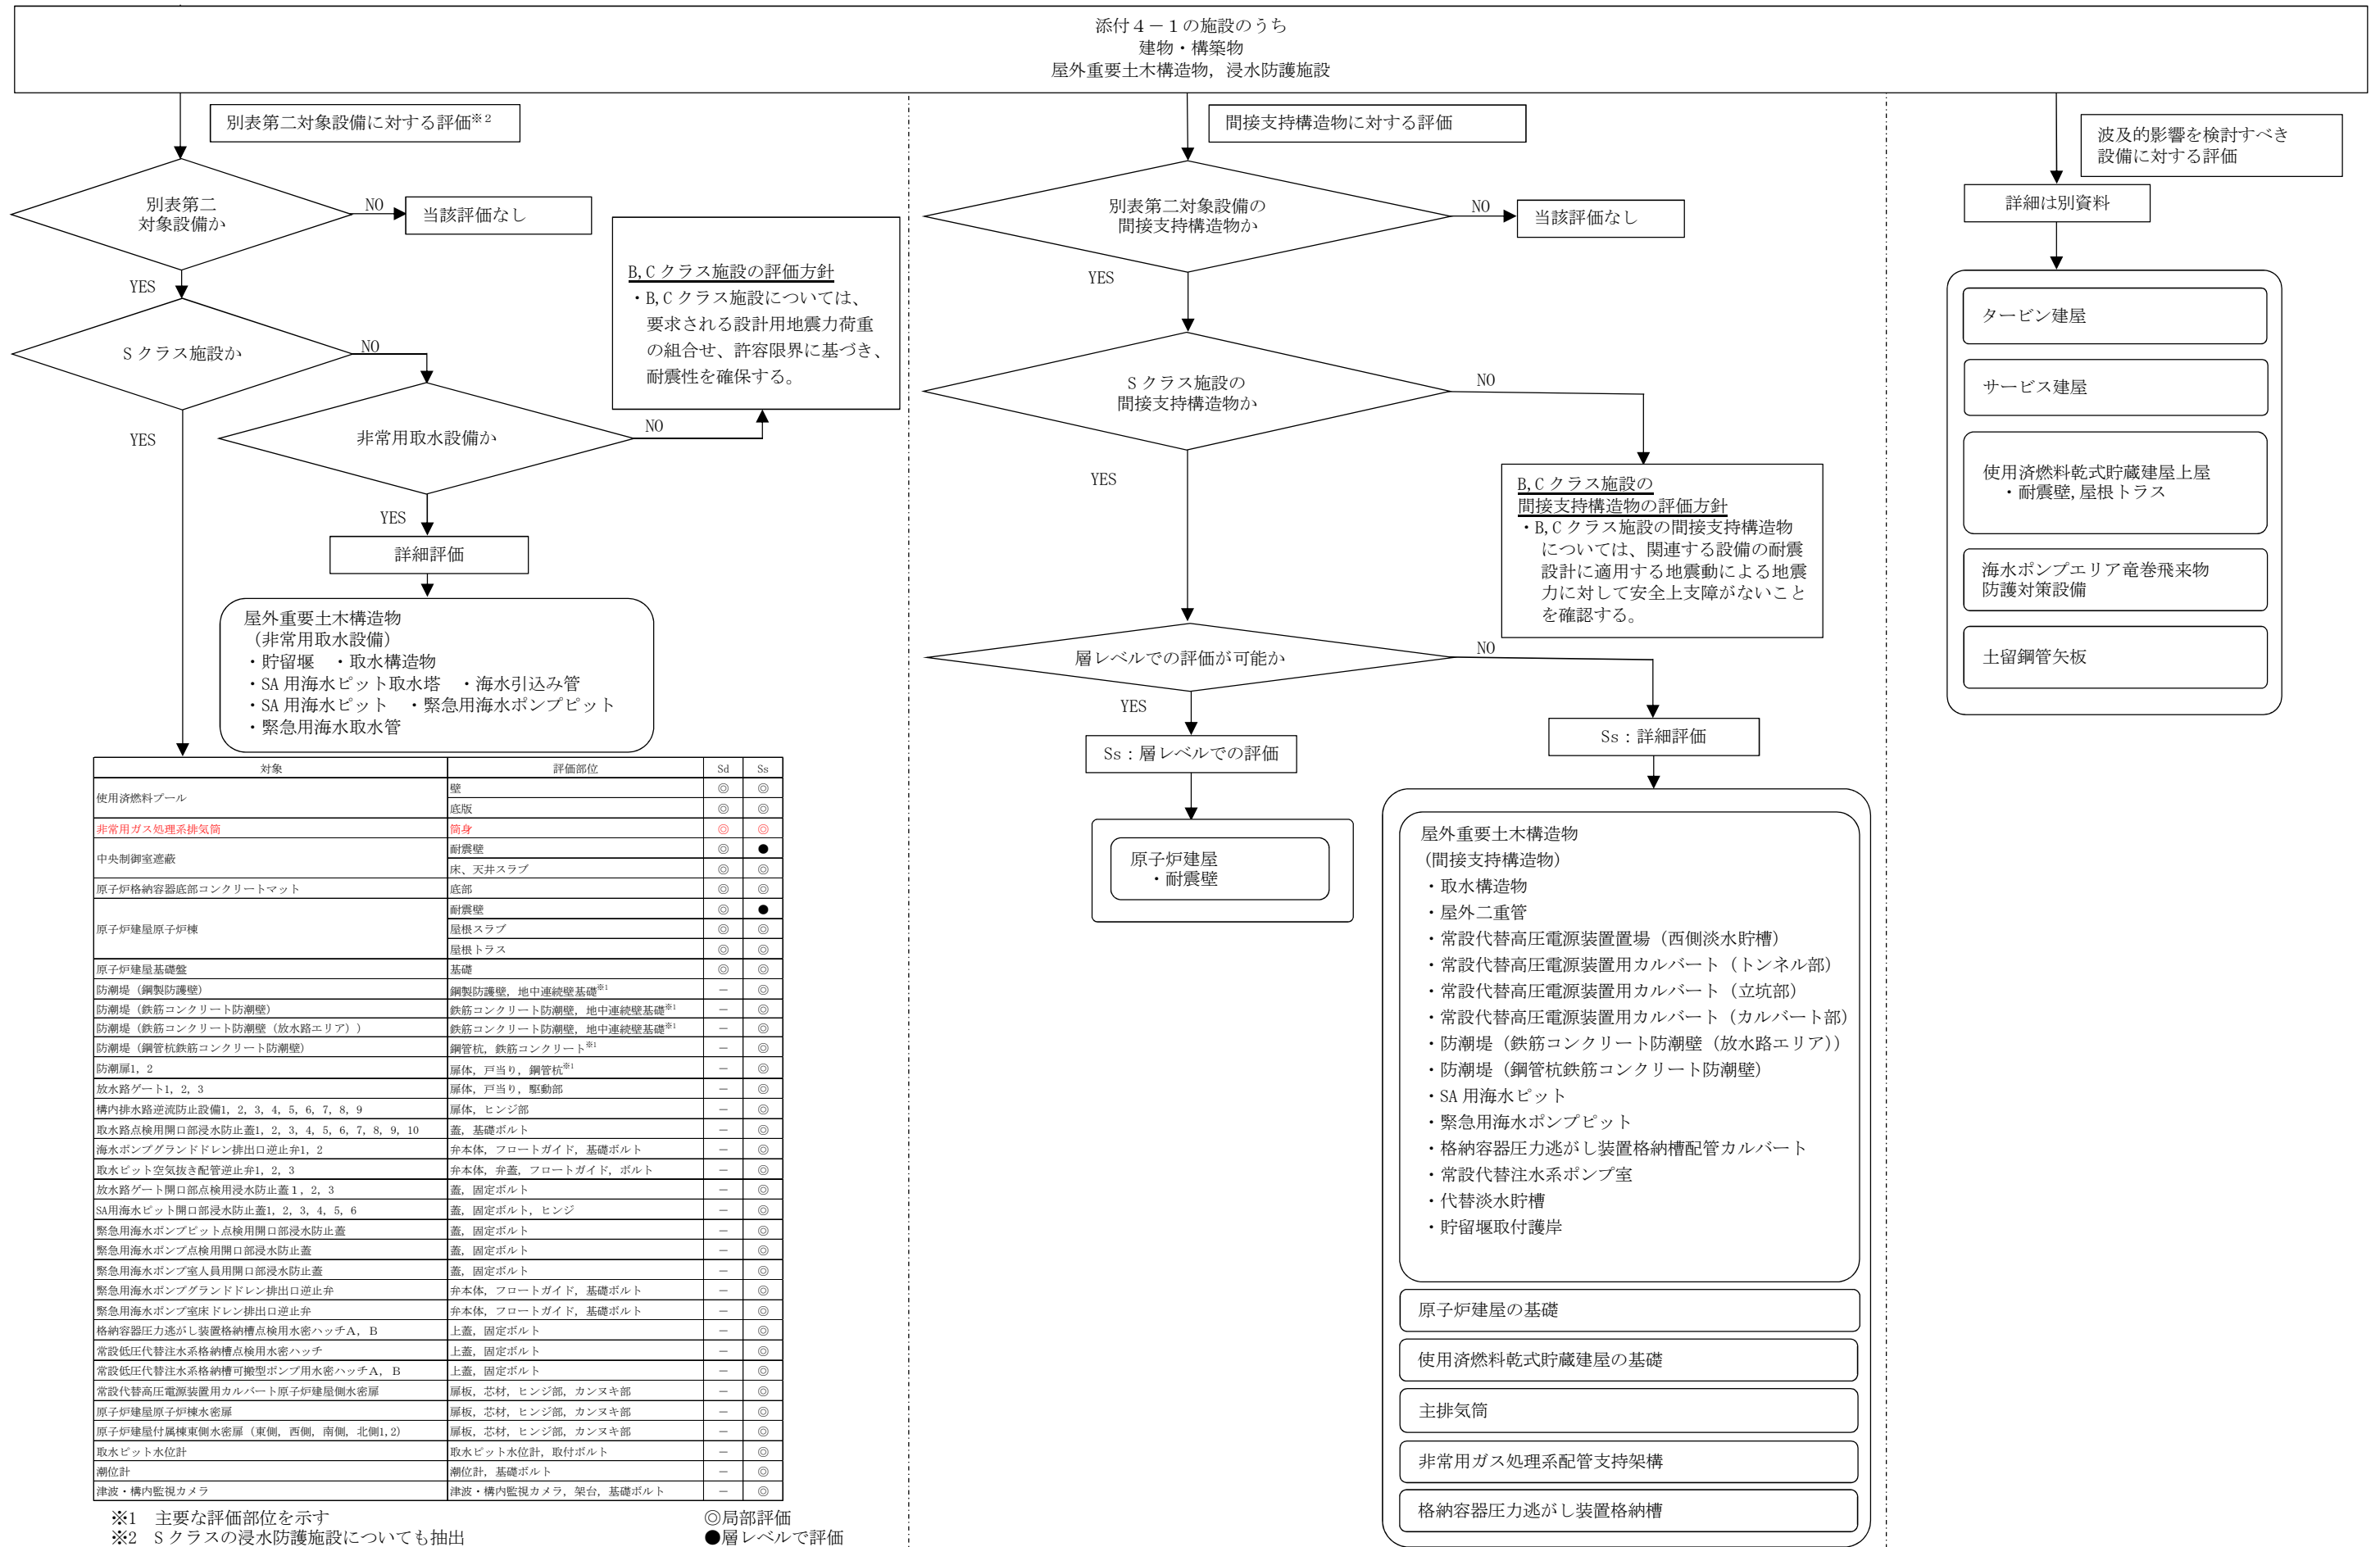 添付４－１の施設のうち
建物・構築物
屋外重要土木構造物，浸水防護施設
別表第二対象設備に対する評価※2
別表第二
対象設備か
NO
当該評価なし
YES
Sクラス施設か
NO
YES
非常用取水設備か
NO
B,Cクラス施設の評価方針
・B,Cクラス施設については、
要求される設計用地震力荷重
の組合せ、許容限界に基づき、
耐震性を確保する。
YES
詳細評価
屋外重要土木構造物
（非常用取水設備）
・貯留堰　・取水構造物
・SA用海水ピット取水塔　・海水引込み管
・SA用海水ピット　・緊急用海水ポンプピット
・緊急用海水取水管
対象 評価部位 Sd Ss
使用済燃料プール 壁 ◎ ◎
底版 ◎ ◎
非常用ガス処理系排気筒 筒身 ◎ ◎
中央制御室遮蔽 耐震壁 ◎ ●
床、天井スラブ ◎ ◎
原子炉格納容器底部コンクリートマット 底部 ◎ ◎
原子炉建屋原子炉棟 耐震壁 ◎ ●
屋根スラブ ◎ ◎
屋根トラス ◎ ◎
原子炉建屋基礎盤 基礎 ◎ ◎
防潮堤（鋼製防護壁） 鋼製防護壁，地中連続壁基礎※1 － ◎
防潮堤（鉄筋コンクリート防潮壁） 鉄筋コンクリート防潮壁，地中連続壁基礎※1 － ◎
防潮堤（鉄筋コンクリート防潮壁（放水路エリア）） 鉄筋コンクリート防潮壁，地中連続壁基礎※1 － ◎
防潮堤（鋼管杭鉄筋コンクリート防潮壁） 鋼管杭，鉄筋コンクリート※1 － ◎
防潮扉1，2 扉体，戸当り，鋼管杭※1 － ◎
放水路ゲート1，2，3 扉体，戸当り，駆動部 － ◎
構内排水路逆流防止設備1，2，3，4，5，6，7，8，9 扉体，ヒンジ部 － ◎
取水路点検用開口部浸水防止蓋1，2，3，4，5，6，7，8，9，10 蓋，基礎ボルト － ◎
海水ポンプグランドドレン排出口逆止弁1，2 弁本体，フロートガイド，基礎ボルト － ◎
取水ピット空気抜き配管逆止弁1，2，3 弁本体，弁蓋，フロートガイド，ボルト － ◎
放水路ゲート開口部点検用浸水防止蓋１，2，3 蓋，固定ボルト － ◎
SA用海水ピット開口部浸水防止蓋1，2，3，4，5，6 蓋，固定ボルト，ヒンジ － ◎
緊急用海水ポンプピット点検用開口部浸水防止蓋 蓋，固定ボルト － ◎
緊急用海水ポンプ点検用開口部浸水防止蓋 蓋，固定ボルト － ◎
緊急用海水ポンプ室人員用開口部浸水防止蓋 蓋，固定ボルト － ◎
緊急用海水ポンプグランドドレン排出口逆止弁 弁本体，フロートガイド，基礎ボルト － ◎
緊急用海水ポンプ室床ドレン排出口逆止弁 弁本体，フロートガイド，基礎ボルト － ◎
格納容器圧力逃がし装置格納槽点検用水密ハッチA，B 上蓋，固定ボルト － ◎
常設低圧代替注水系格納槽点検用水密ハッチ 上蓋，固定ボルト － ◎
常設低圧代替注水系格納槽可搬型ポンプ用水密ハッチA，B 上蓋，固定ボルト － ◎
常設代替高圧電源装置用カルバート原子炉建屋側水密扉 扉板，芯材，ヒンジ部，カンヌキ部 － ◎
原子炉建屋原子炉棟水密扉 扉板，芯材，ヒンジ部，カンヌキ部 － ◎
原子炉建屋付属棟東側水密扉（東側，西側，南側，北側1,2） 扉板，芯材，ヒンジ部，カンヌキ部 － ◎
取水ピット水位計 取水ピット水位計，取付ボルト － ◎
潮位計 潮位計，基礎ボルト － ◎
津波・構内監視カメラ 津波・構内監視カメラ，架台，基礎ボルト － ◎
※1　主要な評価部位を示す
※2　Sクラスの浸水防護施設についても抽出
◎局部評価
●層レベルで評価
間接支持構造物に対する評価
別表第二対象設備の
間接支持構造物か
NO
当該評価なし
YES
Sクラス施設の
間接支持構造物か
NO
YES
B,Cクラス施設の
間接支持構造物の評価方針
・B,Cクラス施設の間接支持構造物
については、関連する設備の耐震
設計に適用する地震動による地震
力に対して安全上支障がないこと
を確認する。
層レベルでの評価が可能か
NO
YES
Ss：層レベルでの評価
原子炉建屋
・耐震壁
Ss：詳細評価
屋外重要土木構造物
（間接支持構造物）
・取水構造物
・屋外二重管
・常設代替高圧電源装置置場（西側淡水貯槽）
・常設代替高圧電源装置用カルバート（トンネル部）
・常設代替高圧電源装置用カルバート（立坑部）
・常設代替高圧電源装置用カルバート（カルバート部）
・防潮堤（鉄筋コンクリート防潮壁（放水路エリア））
・防潮堤（鋼管杭鉄筋コンクリート防潮壁）
・SA用海水ピット
・緊急用海水ポンプピット
・格納容器圧力逃がし装置格納槽配管カルバート
・常設代替注水系ポンプ室
・代替淡水貯槽
・貯留堰取付護岸
原子炉建屋の基礎
使用済燃料乾式貯蔵建屋の基礎
主排気筒
非常用ガス処理系配管支持架構
格納容器圧力逃がし装置格納槽
波及的影響を検討すべき
設備に対する評価
詳細は別資料
タービン建屋
サービス建屋
使用済燃料乾式貯蔵建屋上屋
・耐震壁,屋根トラス
海水ポンプエリア竜巻飛来物
防護対策設備
土留鋼管矢板